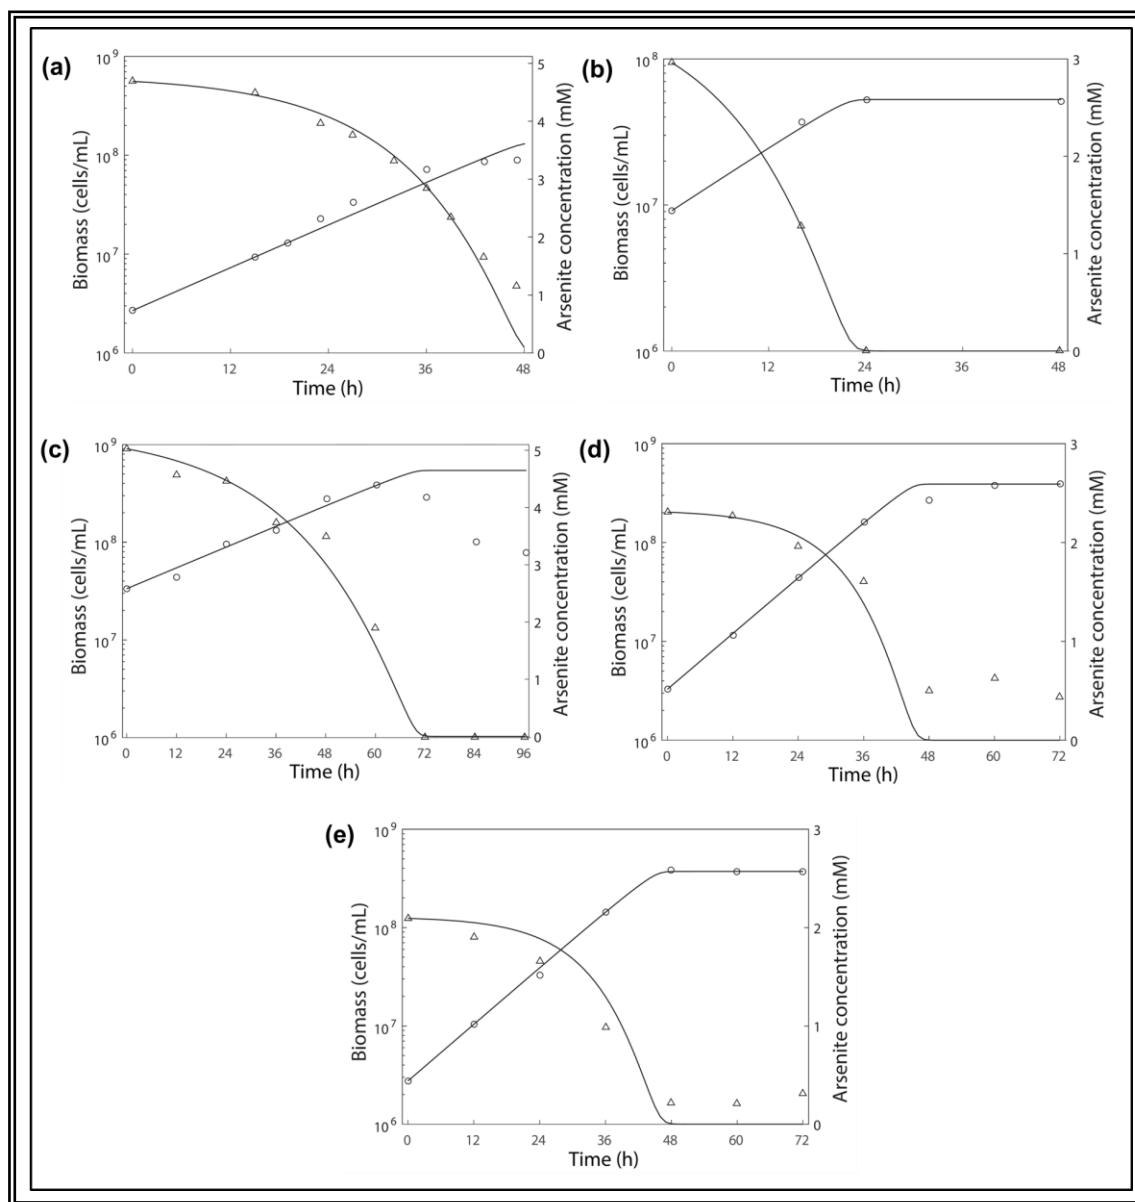 (a)
10⁹
10⁸
10⁷
10⁶
Biomass (cells/mL)
0 12 24 36 48
Time (h)
5
4
3
2
1
0
Arsenite concentration (mM)
(b)
10⁸
10⁷
10⁶
Biomass (cells/mL)
0 12 24 36 48
Time (h)
3
2
1
0
Arsenite concentration (mM)
(c)
10⁹
10⁸
10⁷
10⁶
Biomass (cells/mL)
0 12 24 36 48 60 72 84 96
Time (h)
5
4
3
2
1
0
Arsenite concentration (mM)
(d)
10⁹
10⁸
10⁷
10⁶
Biomass (cells/mL)
0 12 24 36 48 60 72
Time (h)
3
2
1
0
Arsenite concentration (mM)
(e)
10⁹
10⁸
10⁷
10⁶
Biomass (cells/mL)
0 12 24 36 48 60 72
Time (h)
3
2
1
0
Arsenite concentration (mM)